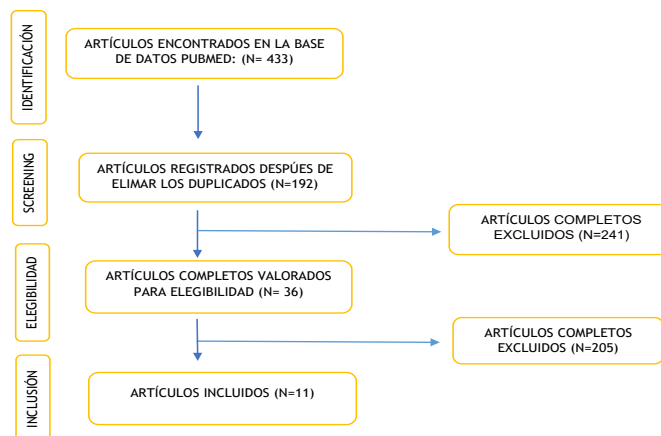 IDENTIFICACIÓN
ARTÍCULOS ENCONTRADOS EN LA BASE
DE DATOS PUBMED: (N= 433)
SCREENING
ARTÍCULOS REGISTRADOS DESPÚES DE
ELIMAR LOS DUPLICADOS (N=192)
ARTÍCULOS COMPLETOS
EXCLUIDOS (N=241)
ELEGIBILIDAD
ARTÍCULOS COMPLETOS VALORADOS
PARA ELEGIBILIDAD (N= 36)
ARTÍCULOS COMPLETOS
EXCLUIDOS (N=205)
INCLUSIÓN
ARTÍCULOS INCLUIDOS (N=11)